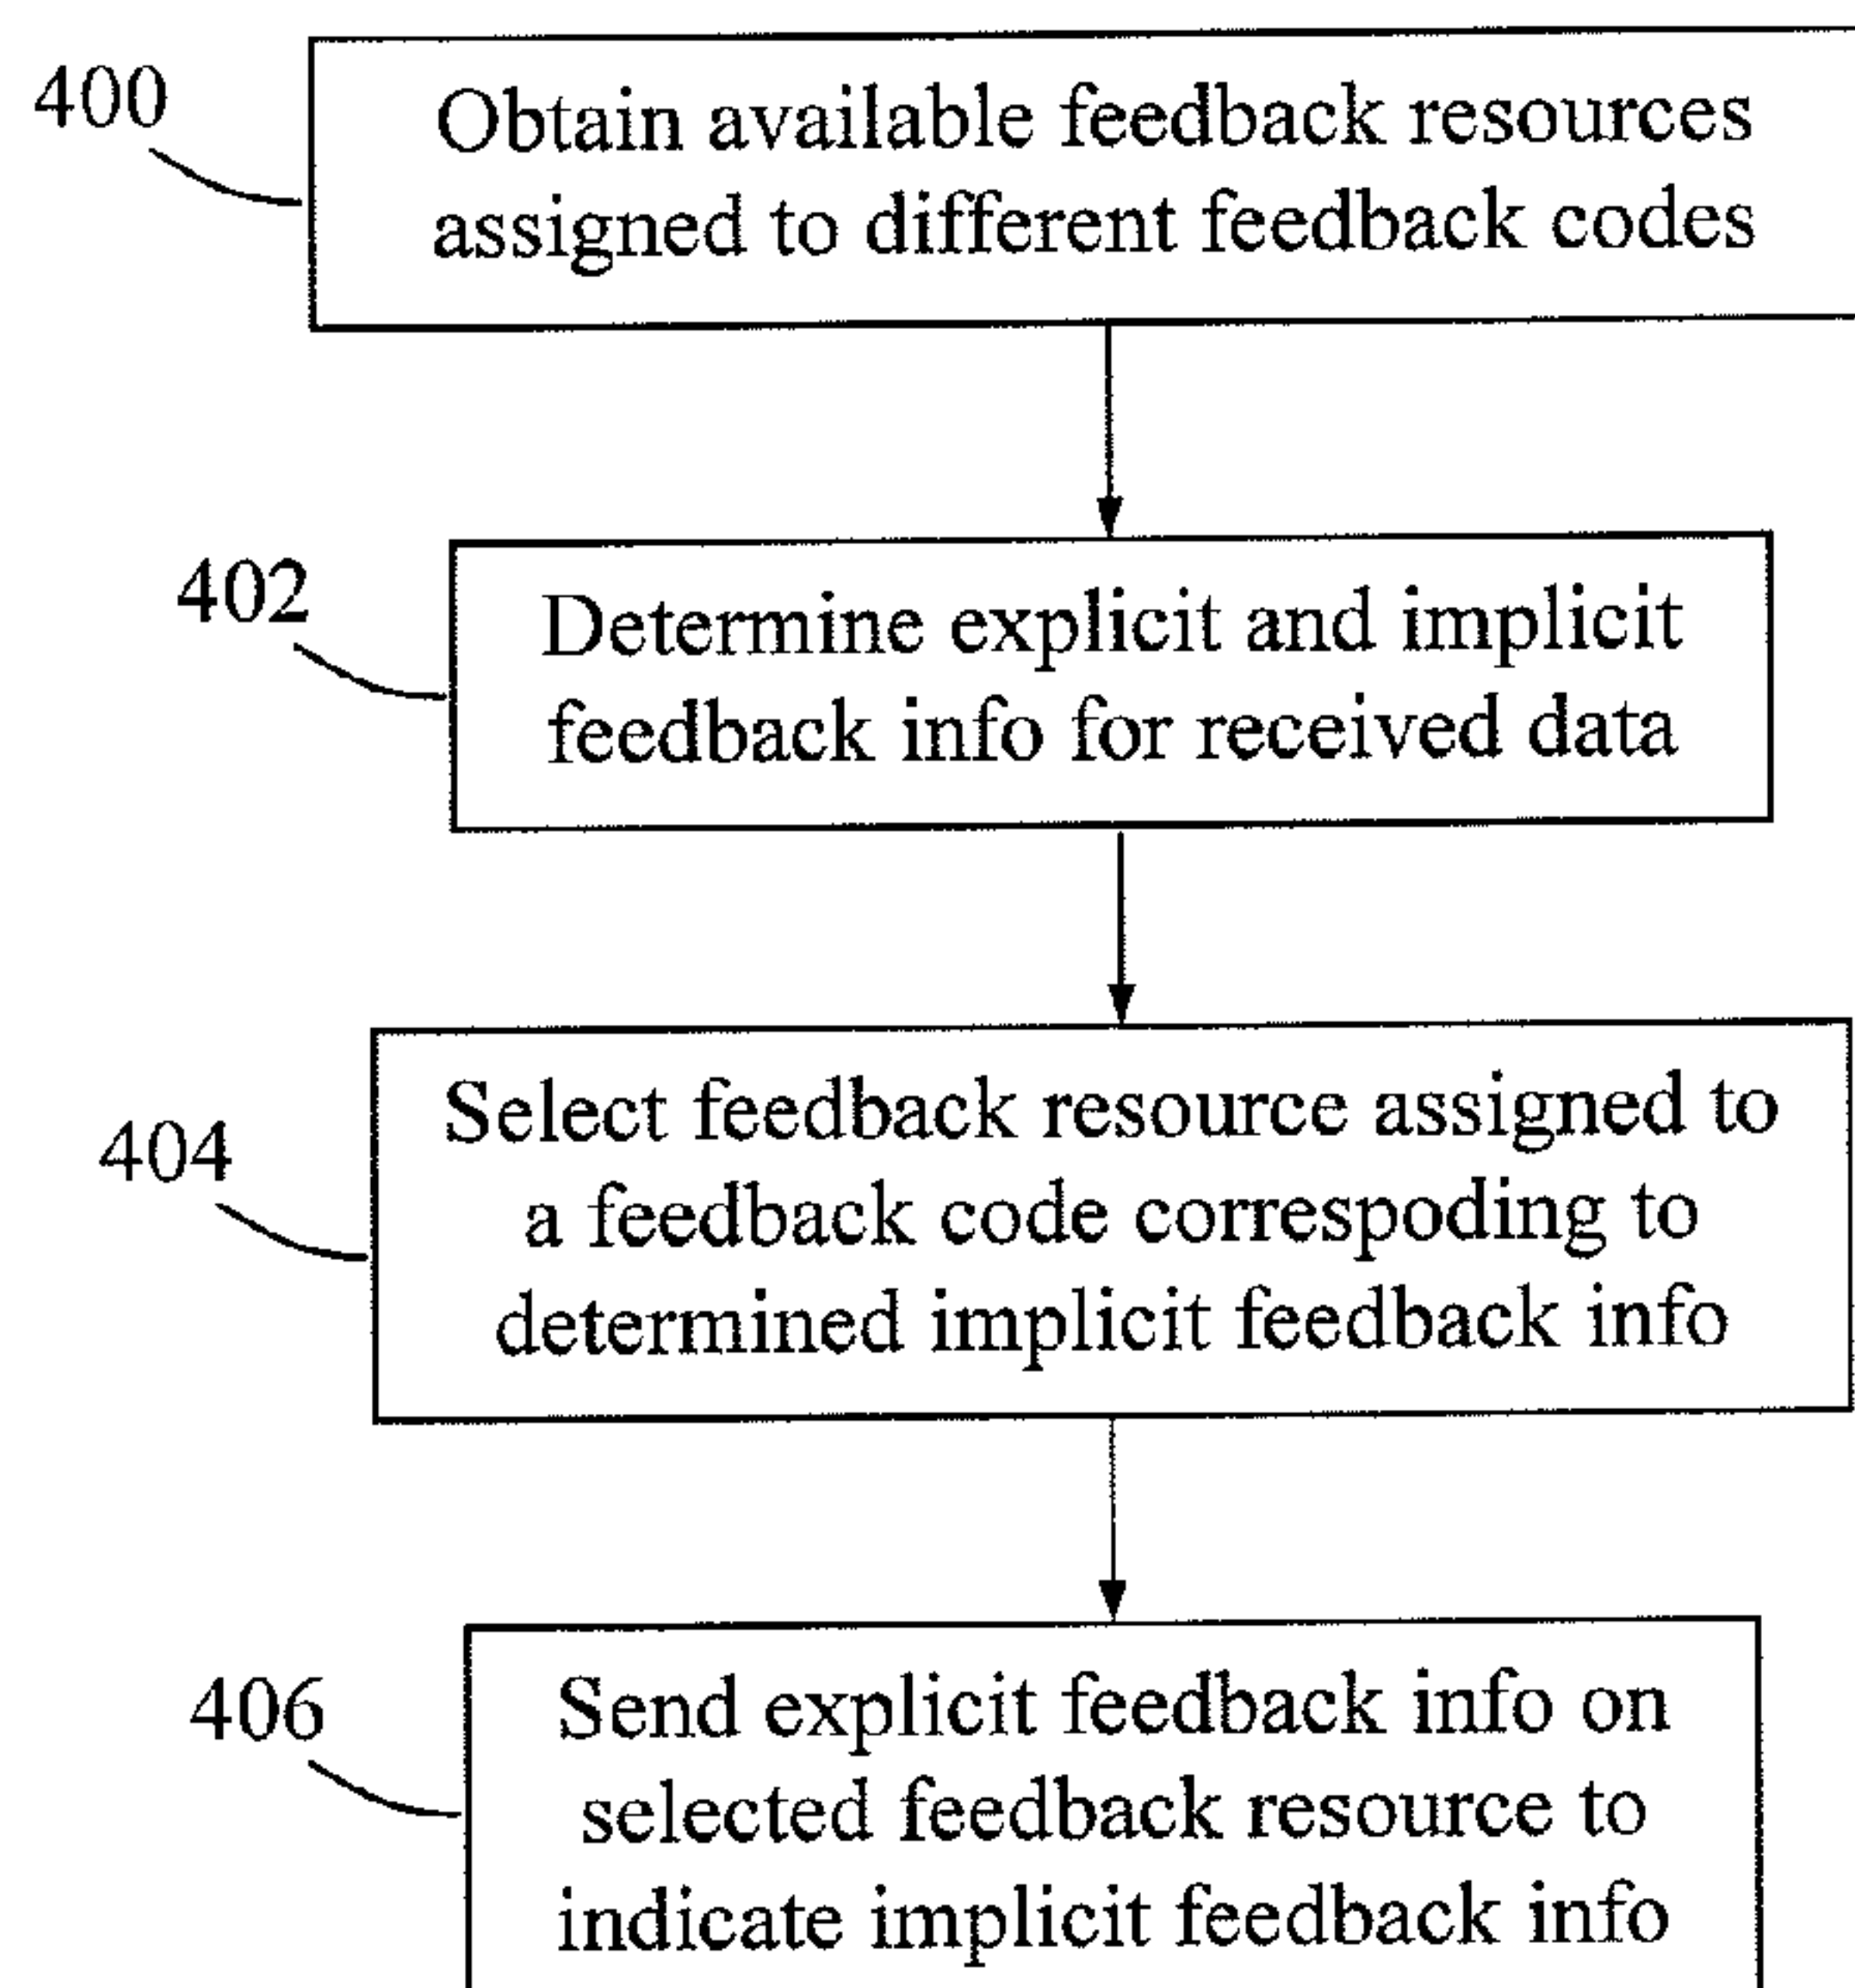 400
Obtain available feedback resources
assigned to different feedback codes
402
Determine explicit and implicit
feedback info for received data
404
Select feedback resource assigned to
a feedback code correspoding to
determined implicit feedback info
406
Send explicit feedback info on
selected feedback resource to
indicate implicit feedback info